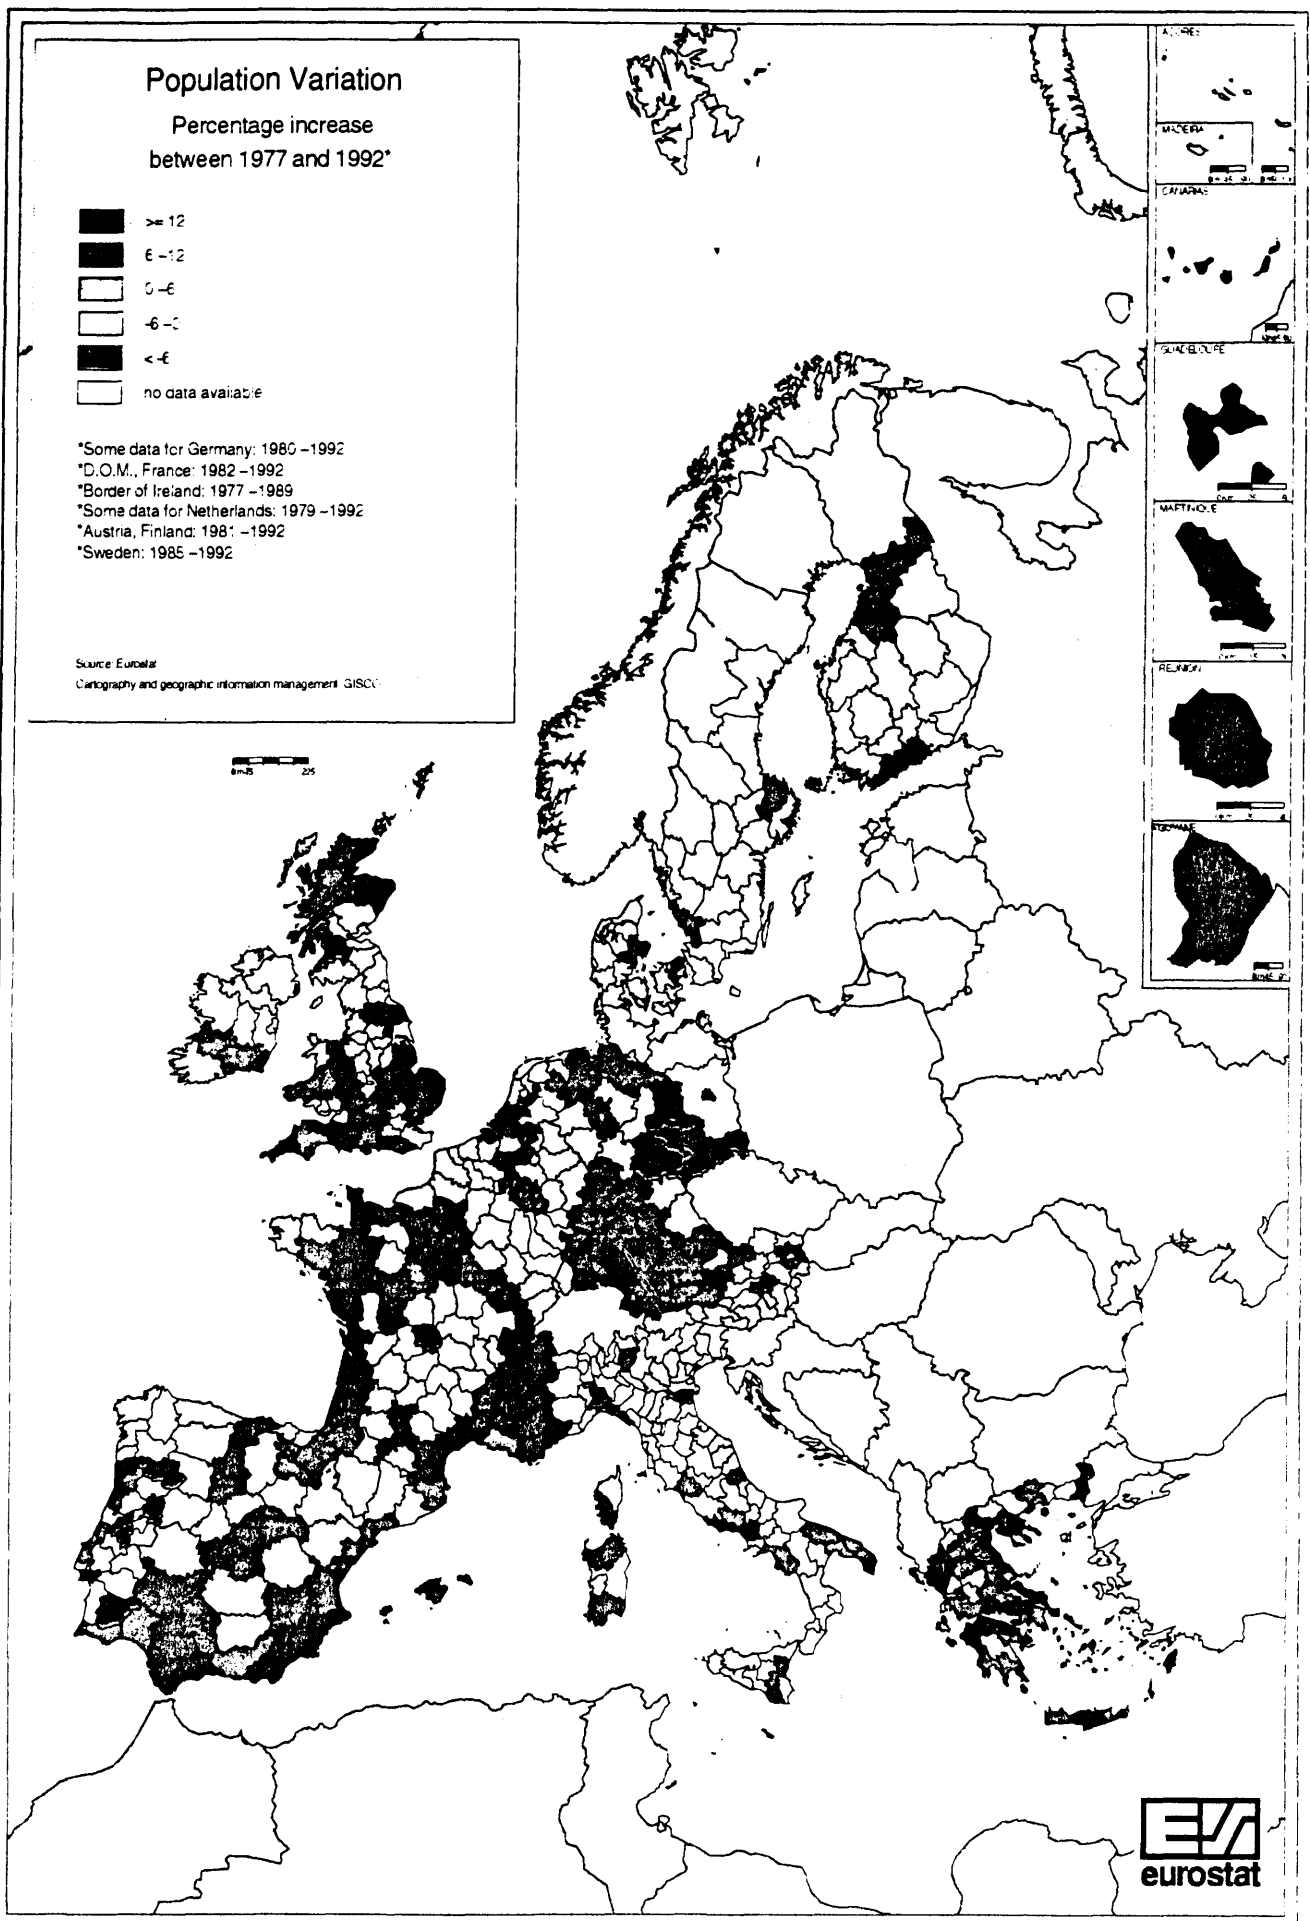 Population Variation
Percentage increase
between 1977 and 1992*
>= 12
6 –12
0 –6
-6 –0
< -6
no data available
*Some data for Germany: 1980 –1992
*D.O.M., France: 1982 –1992
*Border of Ireland: 1977 –1989
*Some data for Netherlands: 1979 –1992
*Austria, Finland: 1981 –1992
*Sweden: 1985 –1992
Source: Eurostat
Cartography and geographic information management GISCO
225
ACORES
MADEIRA
CANARIAS
GUADELOUPE
MARTINIQUE
REUNION
GUYANE
eurostat